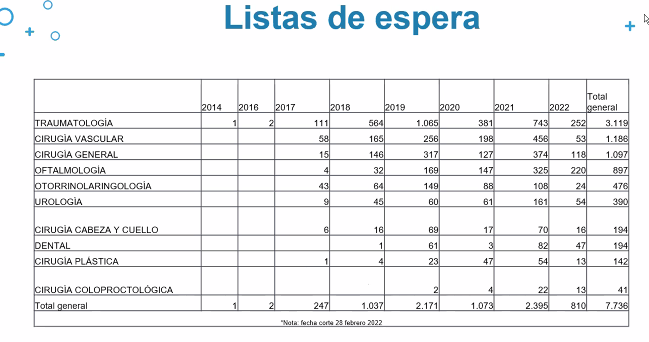 Listas de espera
2014 2016 2017 2018 2019 2020 2021 2022 Total general
TRAUMATOLOGÍA 1 2 111 564 1.065 381 743 252 3.119
CIRUGÌA VASCULAR 58 165 256 198 456 53 1.186
CIRUGÌA GENERAL 15 146 317 127 374 118 1.097
OFTALMOLOGÍA 4 32 169 147 325 220 897
OTORRINOLARINGOLOGÌA 43 64 149 88 108 24 476
UROLOGÍA 9 45 60 61 161 54 390
CIRUGÌA CABEZA Y CUELLO 6 16 69 17 70 16 194
DENTAL 1 61 3 82 47 194
CIRUGÌA PLÁSTICA 1 4 23 47 54 13 142
CIRUGÌA COLOPROCTOLÓGICA 2 4 22 13 41
Total general 1 2 247 1.037 2.171 1.073 2.395 810 7.736
*Nota: fecha corte 28 febrero 2022